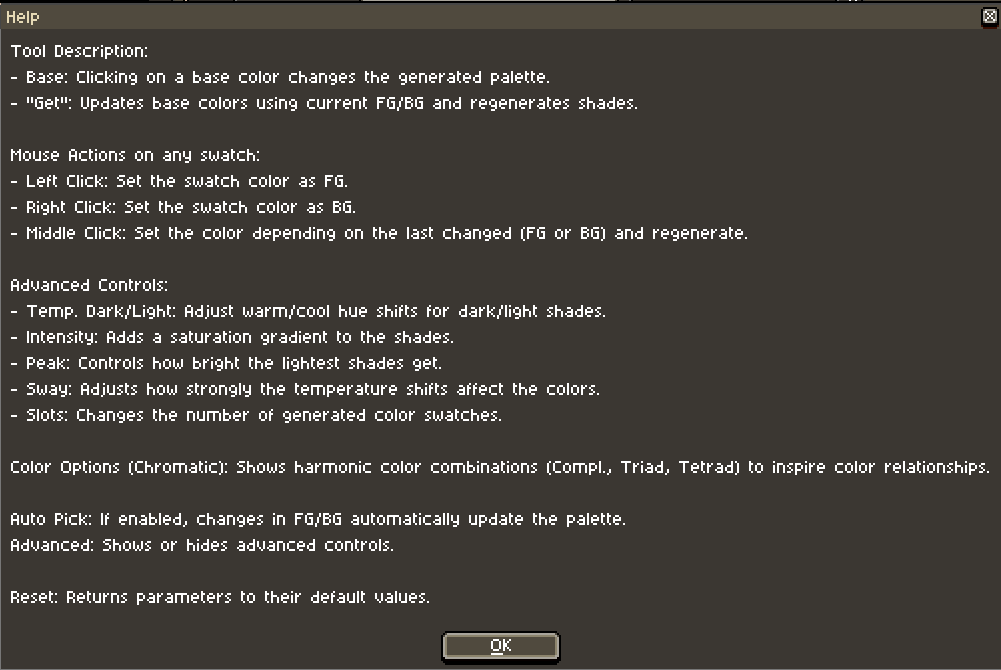 Help
Tool Description:
- Base: Clicking on a base color changes the generated palette.
- "Get": Updates base colors using current FG/BG and regenerates shades.
Mouse Actions on any swatch:
- Left Click: Set the swatch color as FG.
- Right Click: Set the swatch color as BG.
- Middle Click: Set the color depending on the last changed (FG or BG) and regenerate.
Advanced Controls:
- Temp. Dark/Light: Adjust warm/cool hue shifts for dark/light shades.
- Intensity: Adds a saturation gradient to the shades.
- Peak: Controls how bright the lightest shades get.
- Sway: Adjusts how strongly the temperature shifts affect the colors.
- Slots: Changes the number of generated color swatches.
Color Options (Chromatic): Shows harmonic color combinations (Compl., Triad, Tetrad) to inspire color relationships.
Auto Pick: If enabled, changes in FG/BG automatically update the palette.
Advanced: Shows or hides advanced controls.
Reset: Returns parameters to their default values.
OK